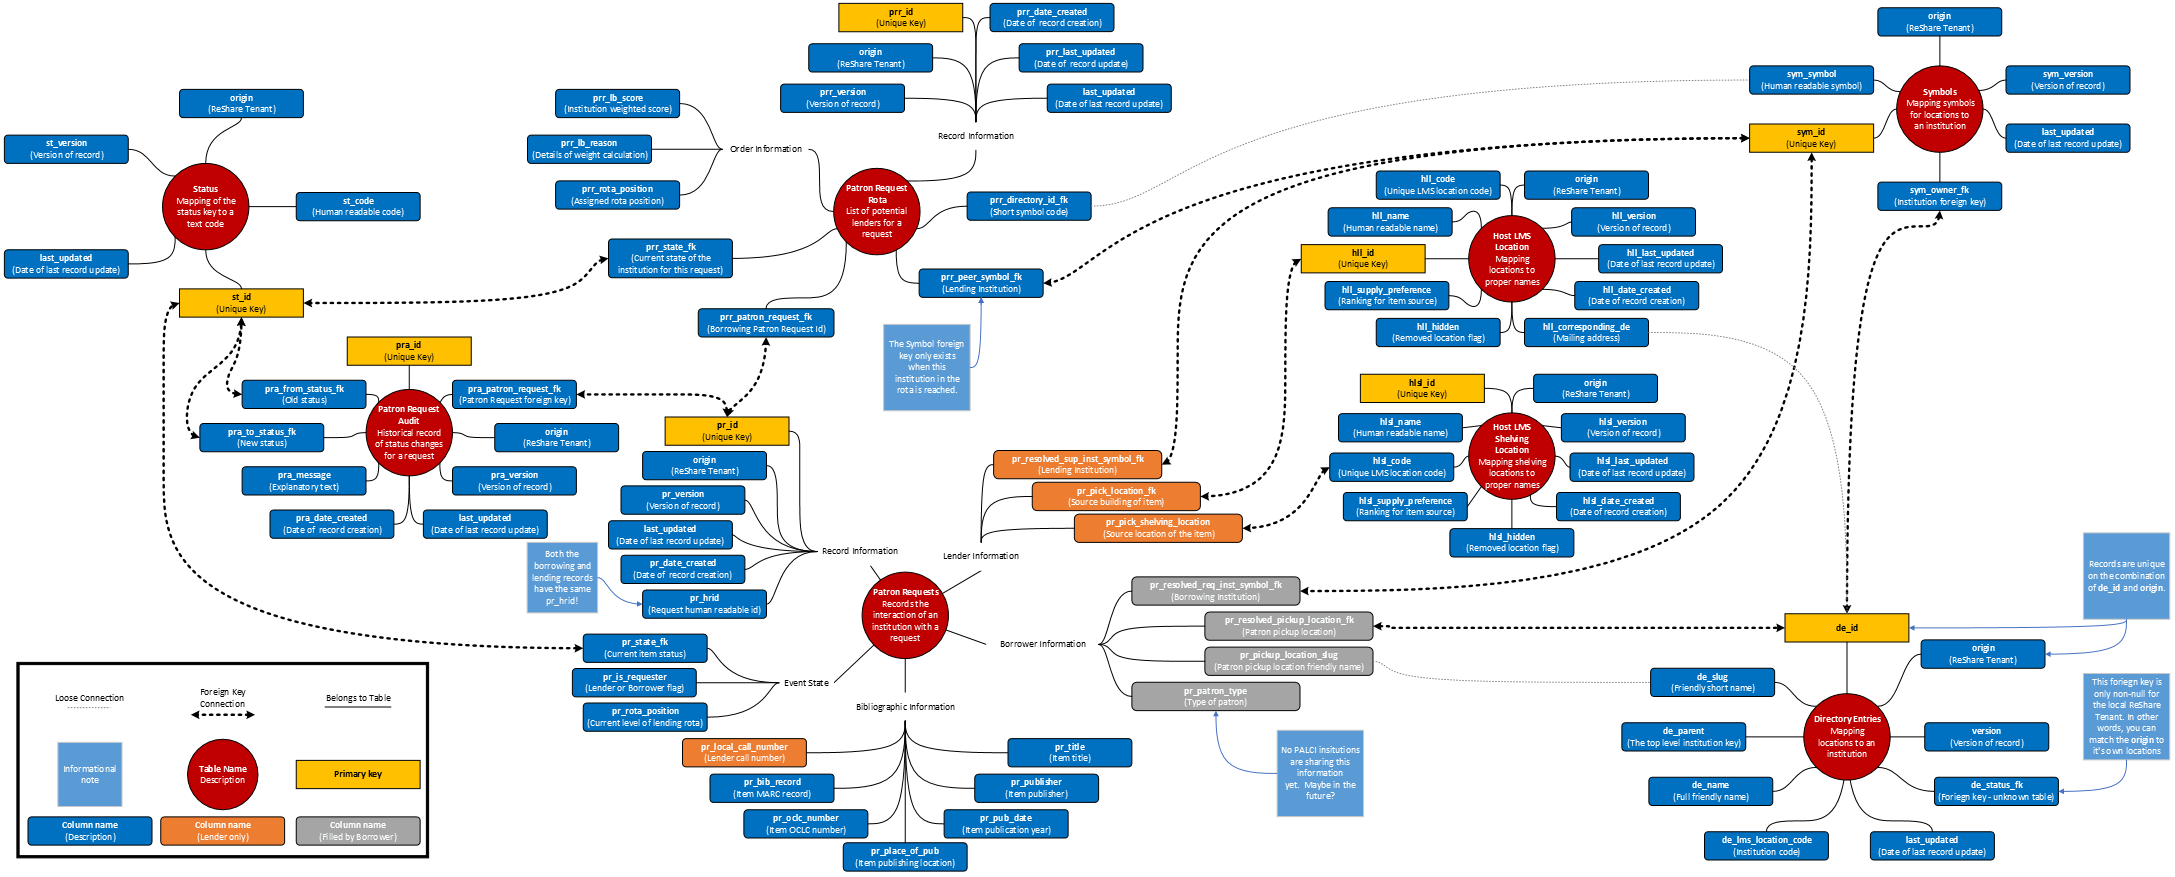 prr_id
(Unique Key)
prr_date_created
(Date of record creation)
origin
(ReShare Tenant)
prr_last_updated
(Date of record update)
prr_version
(Version of record)
last_updated
(Date of last record update)
Record Information
prr_lb_score
(Institution weighted score)
prr_lb_reason
(Details of weight calculation)
prr_rota_position
(Assigned rota position)
Order Information
Patron Request
Rota
List of potential
lenders for a
request
prr_directory_id_fk
(Short symbol code)
prr_state_fk
(Current state of the
institution for this request)
prr_peer_symbol_fk
(Lending Institution)
prr_patron_request_fk
(Borrowing Patron Request Id)
The Symbol foreign
key only exists
when this
institution in the
rota is reached.
origin
(ReShare Tenant)
st_version
(Version of record)
Status
Mapping of the
status key to a
text code
st_code
(Human readable code)
last_updated
(Date of last record update)
st_id
(Unique Key)
pra_id
(Unique Key)
pra_from_status_fk
(Old status)
pra_patron_request_fk
(Patron Request foreign key)
Patron Request
Audit
Historical record
of status changes
for a request
pra_to_status_fk
(New status)
origin
(ReShare Tenant)
pra_message
(Explanatory text)
pra_version
(Version of record)
pra_date_created
(Date of record creation)
last_updated
(Date of last record update)
origin
(ReShare Tenant)
sym_symbol
(Human readable symbol)
sym_version
(Version of record)
Symbols
Mapping symbols
for locations to
an institution
sym_id
(Unique Key)
last_updated
(Date of last record update)
sym_owner_fk
(Institution foreign key)
hll_code
(Unique LMS location code)
origin
(ReShare Tenant)
hll_name
(Human readable name)
hll_version
(Version of record)
Host LMS
Location
Mapping
locations to
proper names
hll_id
(Unique Key)
hll_last_updated
(Date of last record update)
hll_supply_preference
(Ranking for item source)
hll_date_created
(Date of record creation)
hll_hidden
(Removed location flag)
hll_corresponding_de
(Mailing address)
hlsl_id
(Unique Key)
origin
(ReShare Tenant)
hlsl_name
(Human readable name)
hlsl_version
(Version of record)
Host LMS
Shelving
Location
Mapping shelving
locations to
proper names
hlsl_code
(Unique LMS location code)
hlsl_last_updated
(Date of last record update)
hlsl_supply_preference
(Ranking for item source)
hlsl_date_created
(Date of record creation)
hlsl_hidden
(Removed location flag)
pr_id
(Unique Key)
origin
(ReShare Tenant)
pr_version
(Version of record)
last_updated
(Date of last record update)
pr_date_created
(Date of record creation)
pr_hrid
(Request human readable id)
Record Information
Both the
borrowing and
lending records
have the same
pr_hrid!
pr_resolved_sup_inst_symbol_fk
(Lending Institution)
pr_pick_location_fk
(Source building of item)
pr_pick_shelving_location
(Source location of the item)
Lender Information
Patron Requests
Records the
interaction of an
institution with a
request
pr_resolved_req_inst_symbol_fk
(Borrowing Institution)
pr_resolved_pickup_location_fk
(Patron pickup location)
pr_pickup_location_slug
(Patron pickup location friendly name)
pr_patron_type
(Type of patron)
Borrower Information
No PALCI insitutions
are sharing this
information
yet. Maybe in the
future?
pr_state_fk
(Current item status)
pr_is_requester
(Lender or Borrower flag)
pr_rota_position
(Current level of lending rota)
Event State
Bibliographic Information
pr_local_call_number
(Lender call number)
pr_title
(Item title)
pr_bib_record
(Item MARC record)
pr_publisher
(Item publisher)
pr_oclc_number
(Item OCLC number)
pr_pub_date
(Item publication year)
pr_place_of_pub
(Item publishing location)
Records are unique
on the combination
of de_id and origin.
de_id
origin
(ReShare Tenant)
de_slug
(Friendly short name)
This foriegn key is
only non-null for
the local ReShare
Tenant. In other
words, you can
match the origin to
it's own locations
Directory Entries
Mapping
locations to an
institution
de_parent
(The top level institution key)
version
(Version of record)
de_name
(Full friendly name)
de_status_fk
(Foriegn key - unknown table)
de_lms_location_code
(Institution code)
last_updated
(Date of last record update)
Loose Connection
Foreign Key
Connection
Belongs to Table
Informational
note
Table Name
Description
Primary key
Column name
(Description)
Column name
(Lender only)
Column name
(Filled by Borrower)